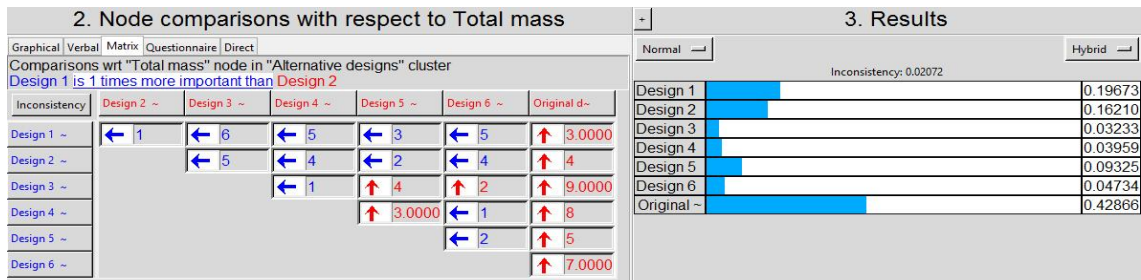 2. Node comparisons with respect to Total mass
Graphical Verbal Matrix Questionnaire Direct
Comparisons wrt "Total mass" node in "Alternative designs" cluster
Design 1 is 1 times more important than Design 2
Inconsistency Design 2 ~ Design 3 ~ Design 4 ~ Design 5 ~ Design 6 ~ Original d~
Design 1 ~ ← 1 ← 6 ← 5 ← 3 ← 5 ↑ 3.0000
Design 2 ~ ← 5 ← 4 ← 2 ← 4 ↑ 4
Design 3 ~ ← 1 ↑ 4 ↑ 2 ↑ 9.0000
Design 4 ~ ↑ 3.0000 ← 1 ↑ 8
Design 5 ~ ← 2 ↑ 5
Design 6 ~ ↑ 7.0000
+ 3. Results
Normal Hybrid
Inconsistency: 0.02072
Design 1 0.19673
Design 2 0.16210
Design 3 0.03233
Design 4 0.03959
Design 5 0.09325
Design 6 0.04734
Original ~ 0.42866